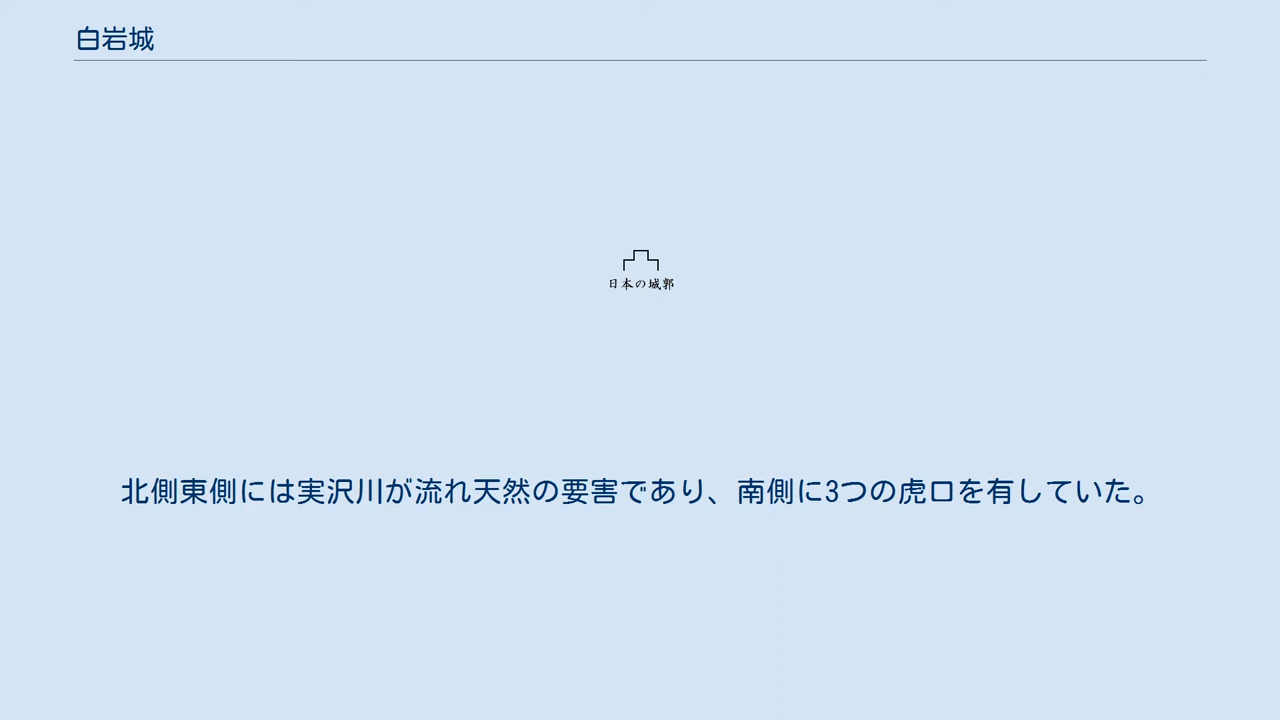 白岩城
日本の城郭
北側東側には実沢川が流れ天然の要害であり、南側に3つの虎口を有していた。